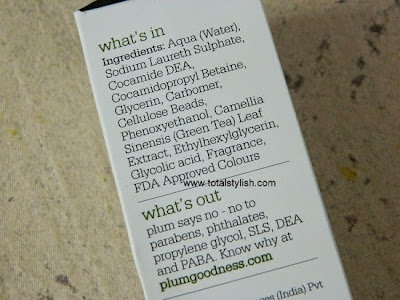 what's in
Ingredients: Aqua (Water),
Sodium Laureth Sulphate,
Cocamide DEA,
Cocamidopropyl Betaine,
Glycerin, Carbomer,
Cellulose Beads,
Phenoxyethanol, Camellia
Sinensis (Green Tea) Leaf
Extract, Ethylhexylglycerin,
Glycolic acid, Fragrance,
FDA Approved Colours
www.totalstylish.com
what's out
plum says no - no to
parabens, phthalates,
propylene glycol, SLS, DEA
and PABA. Know why at
plumgoodness.com
(India) Pvt